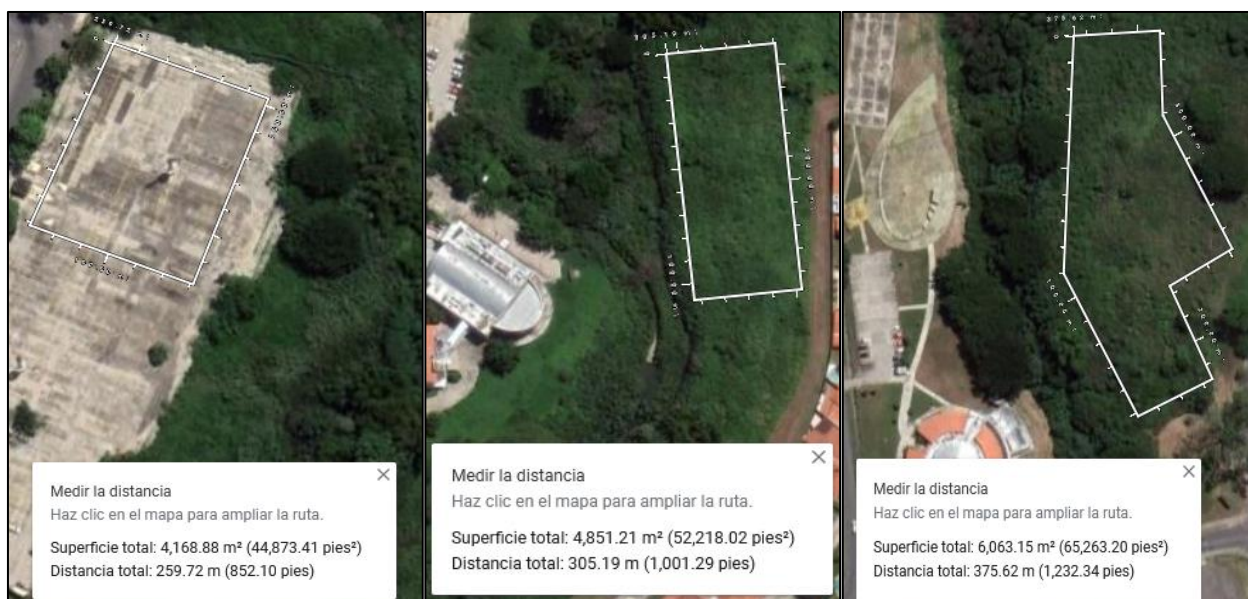 Medir la distancia
Haz clic en el mapa para ampliar la ruta.
Superficie total: 4,168.88 m² (44,873.41 pies²)
Distancia total: 259.72 m (852.10 pies)
305.19 m
Medir la distancia
Haz clic en el mapa para ampliar la ruta.
Superficie total: 4,851.21 m² (52,218.02 pies²)
Distancia total: 305.19 m (1,001.29 pies)
375.62 m
Medir la distancia
Haz clic en el mapa para ampliar la ruta.
Superficie total: 6,063.15 m² (65,263.20 pies²)
Distancia total: 375.62 m (1,232.34 pies)